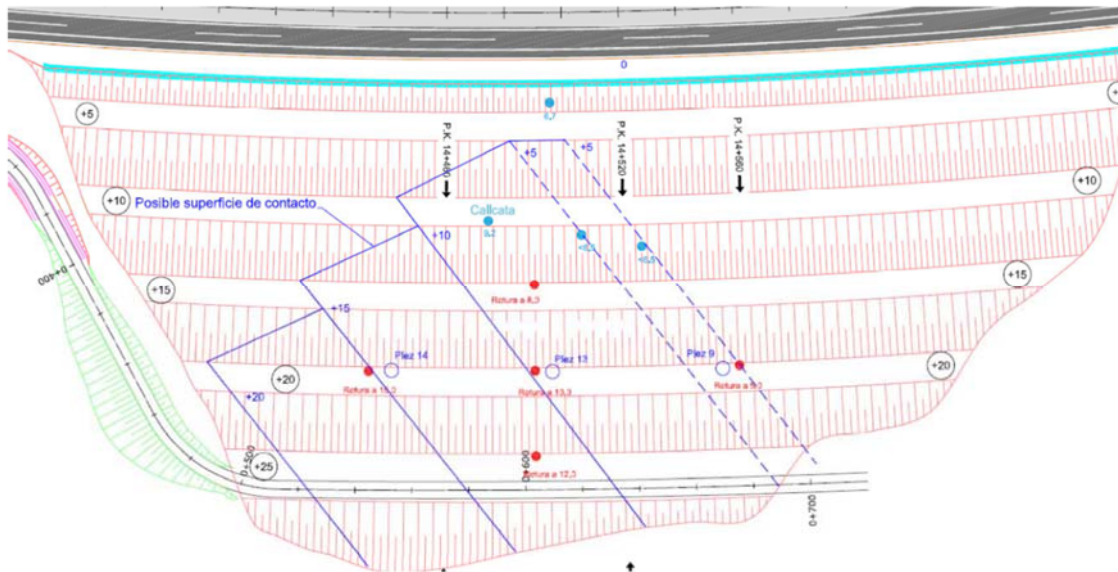 0
+5
P.K. 14+480
+5
P.K. 14+520
+5
P.K. 14+560
+10
Posible superficie de contacto
Calicata
+10
+10
0+400
+15
Rotura a
+15
+15
Piez 14
Piez 13
Piez 9
+20
+20
Rotura a
Rotura a 13,3
Rotura a
+20
+25
0+500
0+600
Rotura a 12,3
0+700